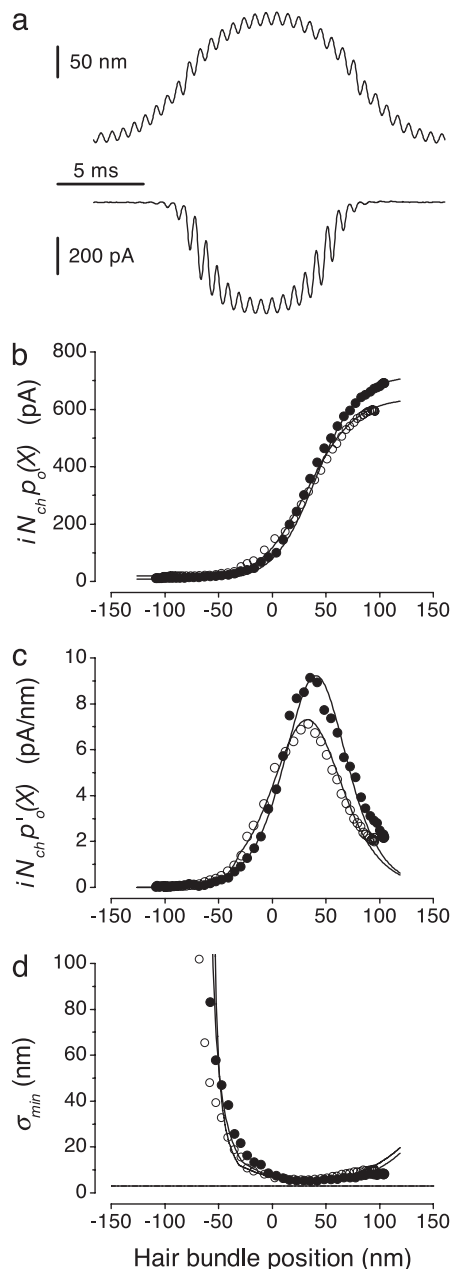 a
50 nm
5 ms
200 pA
b
800
600
400
200
0
i N_ch p_o(X) (pA)
-150 -100 -50 0 50 100 150
c
10
8
6
4
2
0
i N_ch p'_o(X) (pA/nm)
-150 -100 -50 0 50 100 150
d
100
80
60
40
20
0
σ_min (nm)
-150 -100 -50 0 50 100 150
Hair bundle position (nm)